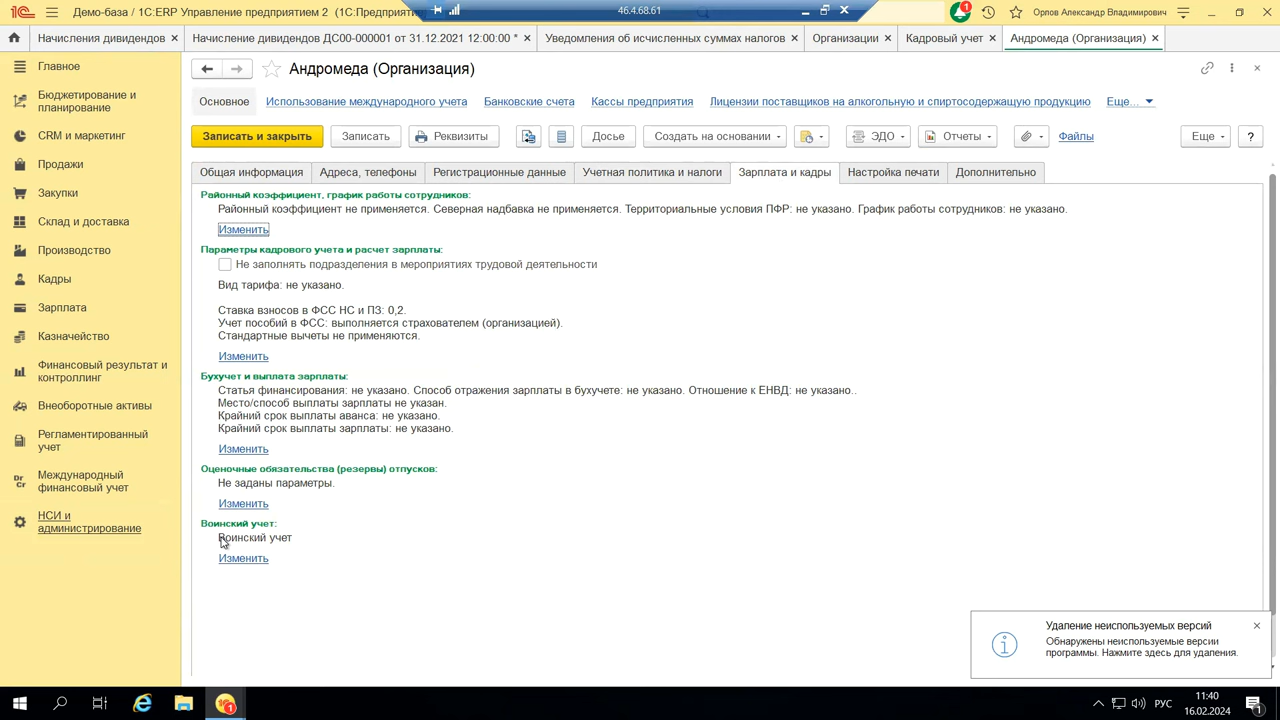 Демо-база / 1С:ERP Управление предприятием 2 (1С:Предприятие
46.4.68.61
1
Орлов Александр Владимирович
Начисления дивидендов ×
Начисление дивидендов ДС00-000001 от 31.12.2021 12:00:00 * ×
Уведомления об исчисленных суммах налогов ×
Организации ×
Кадровый учет ×
Андромеда (Организация) ×
Главное
Бюджетирование и
планирование
CRM и маркетинг
Продажи
Закупки
Склад и доставка
Производство
Кадры
Зарплата
Казначейство
Финансовый результат и
контроллинг
Внеоборотные активы
Регламентированный
учет
Международный
финансовый учет
НСИ и
администрирование
Андромеда (Организация)
Основное Использование международного учета Банковские счета Кассы предприятия Лицензии поставщиков на алкогольную и спиртосодержащую продукцию Еще...
Записать и закрыть Записать Реквизиты Досье Создать на основании ЭДО Отчеты Файлы Еще ?
Общая информация Адреса, телефоны Регистрационные данные Учетная политика и налоги Зарплата и кадры Настройка печати Дополнительно
Районный коэффициент, график работы сотрудников:
Районный коэффициент не применяется. Северная надбавка не применяется. Территориальные условия ПФР: не указано. График работы сотрудников: не указано.
Изменить
Параметры кадрового учета и расчет зарплаты:
Не заполнять подразделения в мероприятиях трудовой деятельности
Вид тарифа: не указано.
Ставка взносов в ФСС НС и ПЗ: 0,2.
Учет пособий в ФСС: выполняется страхователем (организацией).
Стандартные вычеты не применяются.
Изменить
Бухучет и выплата зарплаты:
Статья финансирования: не указано. Способ отражения зарплаты в бухучете: не указано. Отношение к ЕНВД: не указано..
Место/способ выплаты зарплаты не указан.
Крайний срок выплаты аванса: не указано.
Крайний срок выплаты зарплаты: не указано.
Изменить
Оценочные обязательства (резервы) отпусков:
Не заданы параметры.
Изменить
Воинский учет:
Воинский учет
Изменить
Удаление неиспользуемых версий
Обнаружены неиспользуемые версии
программы. Нажмите здесь для удаления.
1
РУС
11:40
16.02.2024
1